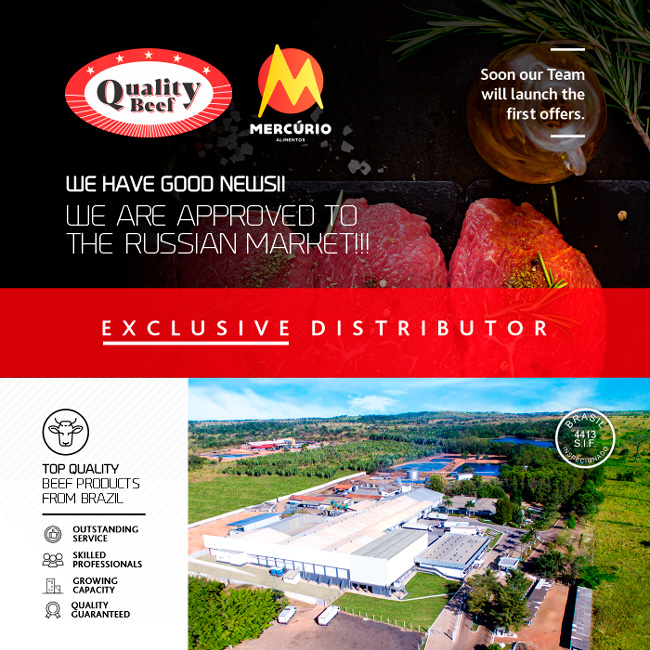 Quality
Beef
MERCÚRIO
ALIMENTOS
Soon our Team
will launch the
first offers.
WE HAVE GOOD NEWS!!
WE ARE APPROVED TO
THE RUSSIAN MARKET!!!
EXCLUSIVE DISTRIBUTOR
TOP QUALITY
BEEF PRODUCTS
FROM BRAZIL
OUTSTANDING
SERVICE
SKILLED
PROFESSIONALS
GROWING
CAPACITY
QUALITY
GUARANTEED
BRASIL
4413
S.I.F.
INSPECIONADO